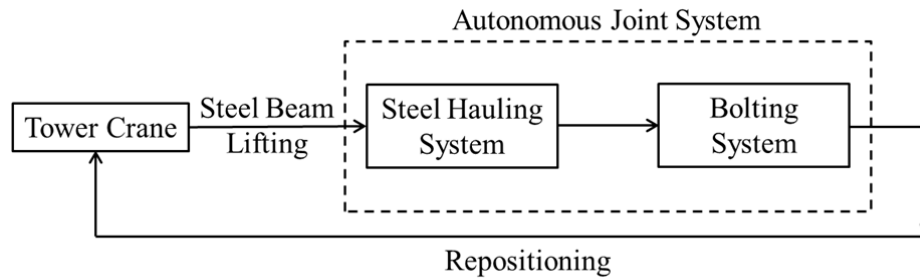 Autonomous Joint System
Steel Beam
Lifting
Tower Crane
Steel Hauling
System
Bolting
System
Repositioning